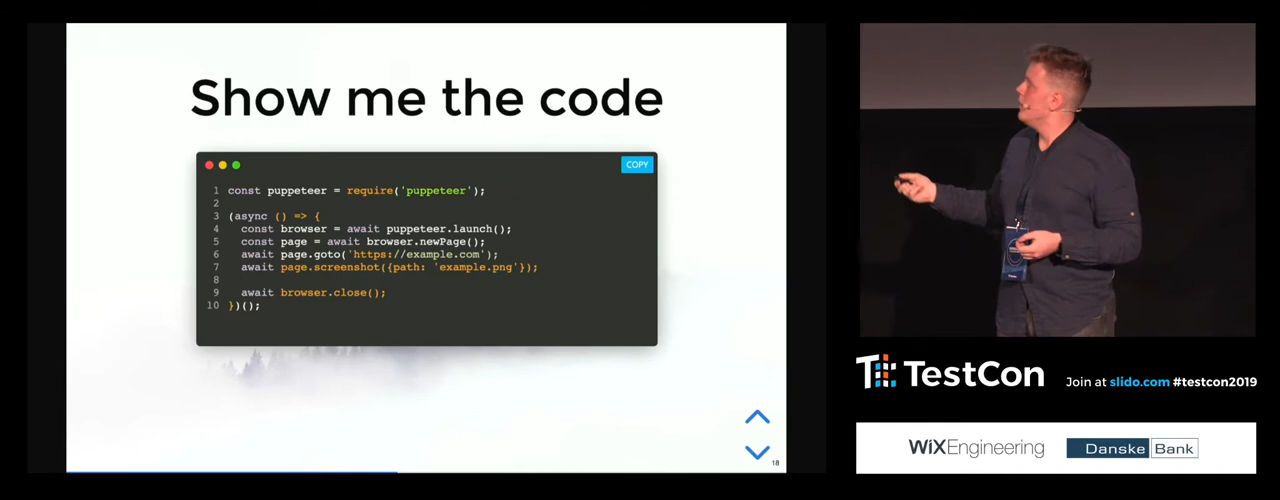 Show me the code
COPY
1 const puppeteer = require('puppeteer');
2
3 (async () => {
4 const browser = await puppeteer.launch();
5 const page = await browser.newPage();
6 await page.goto('https://example.com');
7 await page.screenshot({path: 'example.png'});
8
9 await browser.close();
10 })();
18
TestCon
Join at slido.com #testcon2019
WiXEngineering
Danske Bank